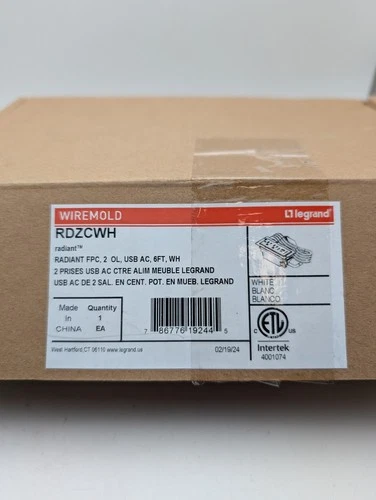 WIREMOLD
legrand®
RDZCWH
radiant™
RADIANT FPC, 2 OL, USB AC, 6FT, WH
2 PRISES USB AC CTRE ALIM MEUBLE LEGRAND
USB AC DE 2 SAL. EN CENT. POT. EN MUEB. LEGRAND
WHITE
BLANC
BLANCO
Made In CHINA
Quantity 1 EA
7 86776 19244 5
C ETL US
Intertek
4001074
West Hartford,CT 06110 www.legrand.us
02/19/24